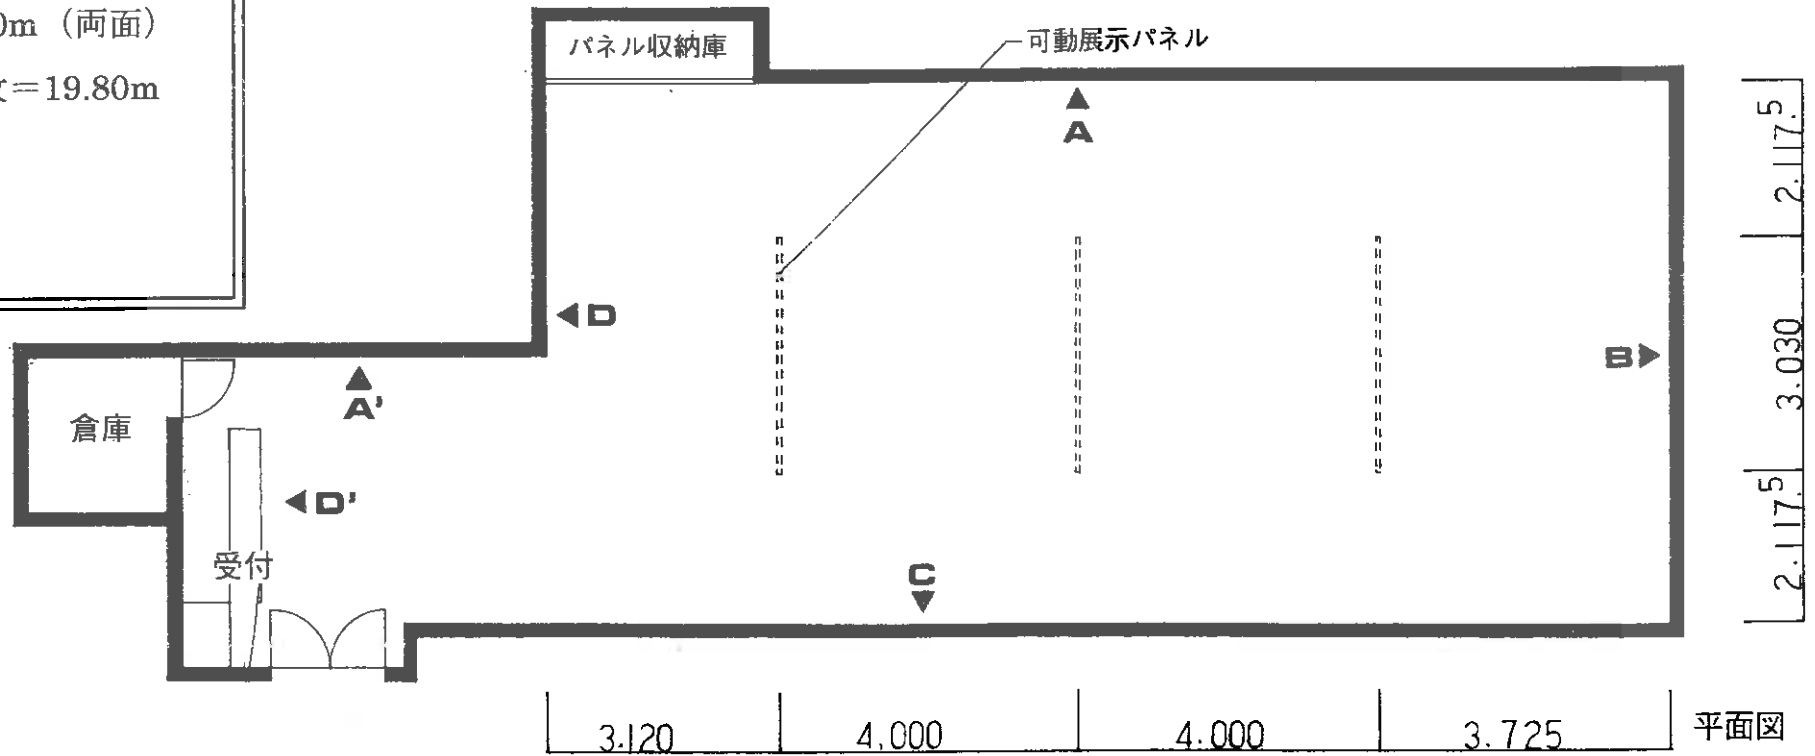 0m（両面）
＝19.80m
パネル収納庫
可動展示パネル
A
D
B
A'
倉庫
D'
受付
C
2.117.5
3.030
2.117.5
3.120
4,000
4.000
3.725
平面図